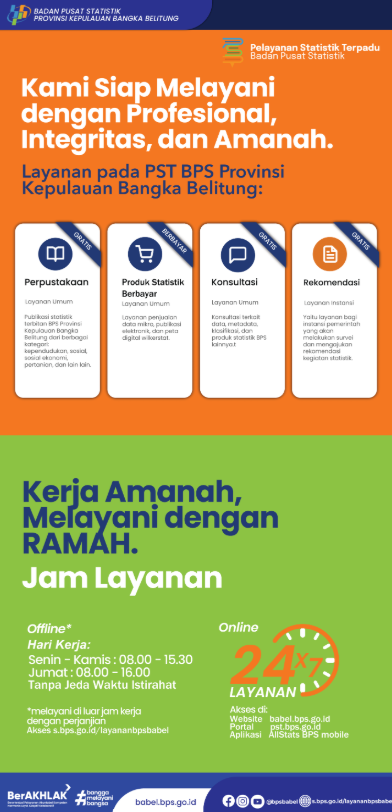 BADAN PUSAT STATISTIK
PROVINSI KEPULAUAN BANGKA BELITUNG
Pelayanan Statistik Terpadu
Badan Pusat Statistik
Kami Siap Melayani
dengan Profesional,
Integritas, dan Amanah.
Layanan pada PST BPS Provinsi
Kepulauan Bangka Belitung:
GRATIS
Perpustakaan
Layanan Umum
Publikasi statistik
terbitan BPS Provinsi
Kepulauan Bangka
Belitung dari berbagai
kategori:
kependudukan, sosial,
sosial ekonomi,
pertanian, dan lain lain.
BERBAYAR
Produk Statistik
Berbayar
Layanan Umum
Layanan penjualan
data mikro, publikasi
elektronik, dan peta
digital wilkerstat.
GRATIS
Konsultasi
Layanan Umum
Konsultasi terkait
data, metadata,
klasifikasi, dan
produk statistik BPS
lainnya.t
GRATIS
Rekomendasi
Layanan Instansi
Yaitu layanan bagi
instansi pemerintah
yang akan
melakukan survei
dan mengajukan
rekomendasi
kegiatan statistik.
Kerja Amanah,
Melayani dengan
RAMAH.
Jam Layanan
Offline*
Hari Kerja:
Senin - Kamis : 08.00 - 15.30
Jumat : 08.00 - 16.00
Tanpa Jeda Waktu Istirahat
*melayani di luar jam kerja
dengan perjanjian
Akses s.bps.go.id/layananbpsbabel
Online
24x7
LAYANAN
Akses di:
Website babel.bps.go.id
Portal pst.bps.go.id
Aplikasi AllStats BPS mobile
BerAKHLAK
#bangga
melayani
bangsa
babel.bps.go.id
@bpsbabel
s.bps.go.id/layananbpsbabel